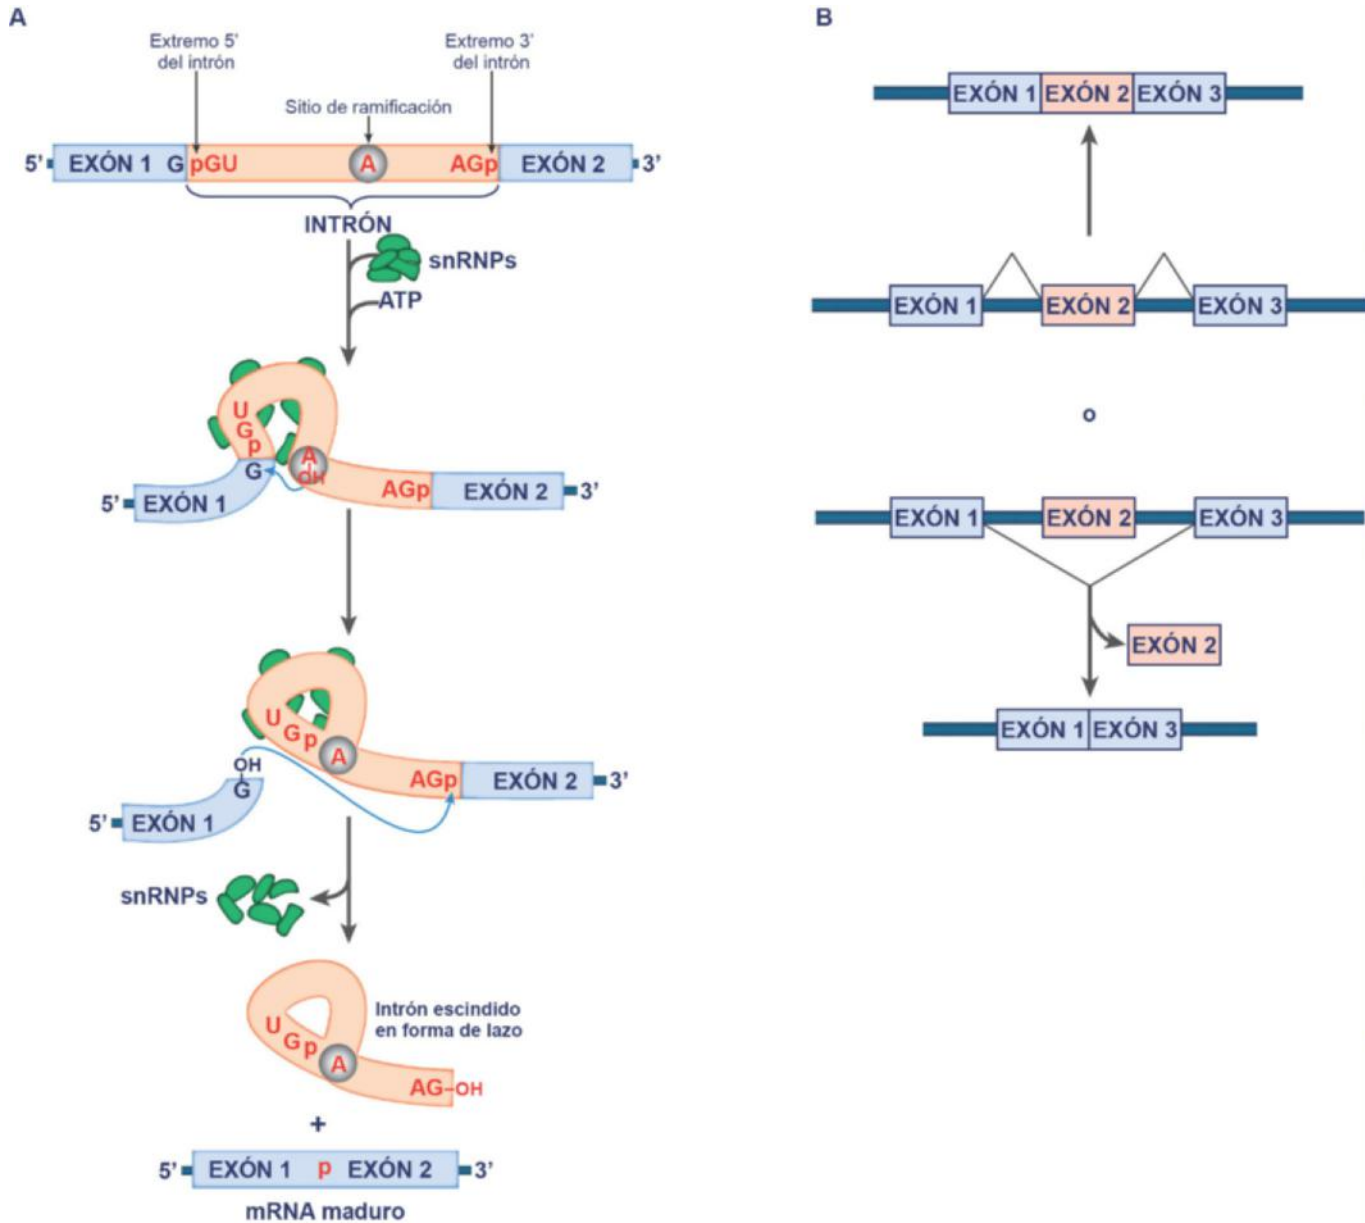 A
Extremo 5'
del intrón
Extremo 3'
del intrón
Sitio de ramificación
5' EXÓN 1 G pGU A AGp EXÓN 2 3'
INTRÓN
snRNPs
ATP
U
G
p
G
A
OH
5' EXÓN 1
AGp EXÓN 2 3'
U
G
p
A
OH
G
5' EXÓN 1
AGp EXÓN 2 3'
snRNPs
Intrón escindido
en forma de lazo
U
G
p
A
AG-OH
+
5' EXÓN 1 p EXÓN 2 3'
mRNA maduro
B
EXÓN 1 EXÓN 2 EXÓN 3
EXÓN 1 EXÓN 2 EXÓN 3
o
EXÓN 1 EXÓN 2 EXÓN 3
EXÓN 2
EXÓN 1 EXÓN 3